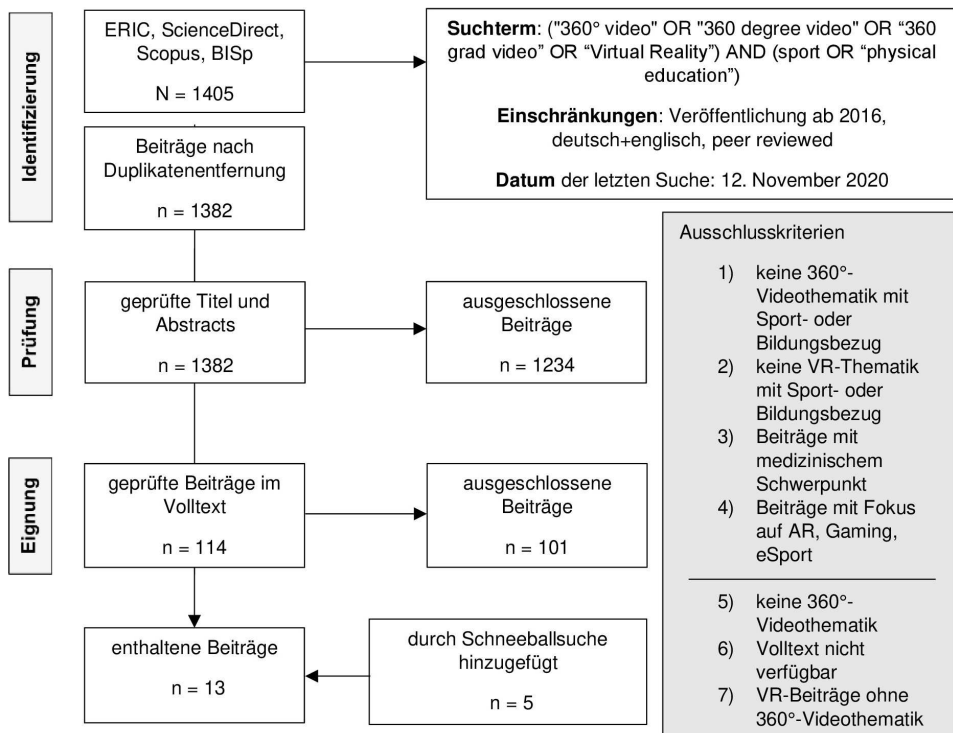 Identifizierung
ERIC, ScienceDirect,
Scopus, BISp
N = 1405
Suchterm: ("360° video" OR "360 degree video" OR “360
grad video” OR “Virtual Reality”) AND (sport OR “physical
education”)
Einschränkungen: Veröffentlichung ab 2016,
deutsch+englisch, peer reviewed
Datum der letzten Suche: 12. November 2020
Beiträge nach
Duplikatenentfernung
n = 1382
Prüfung
geprüfte Titel und
Abstracts
n = 1382
ausgeschlossene
Beiträge
n = 1234
Eignung
geprüfte Beiträge im
Volltext
n = 114
ausgeschlossene
Beiträge
n = 101
enthaltene Beiträge
n = 13
durch Schneeballsuche
hinzugefügt
n = 5
Ausschlusskriterien
1) keine 360°-
Videothematik mit
Sport- oder
Bildungsbezug
2) keine VR-Thematik
mit Sport- oder
Bildungsbezug
3) Beiträge mit
medizinischem
Schwerpunkt
4) Beiträge mit Fokus
auf AR, Gaming,
eSport
5) keine 360°-
Videothematik
6) Volltext nicht
verfügbar
7) VR-Beiträge ohne
360°-Videothematik